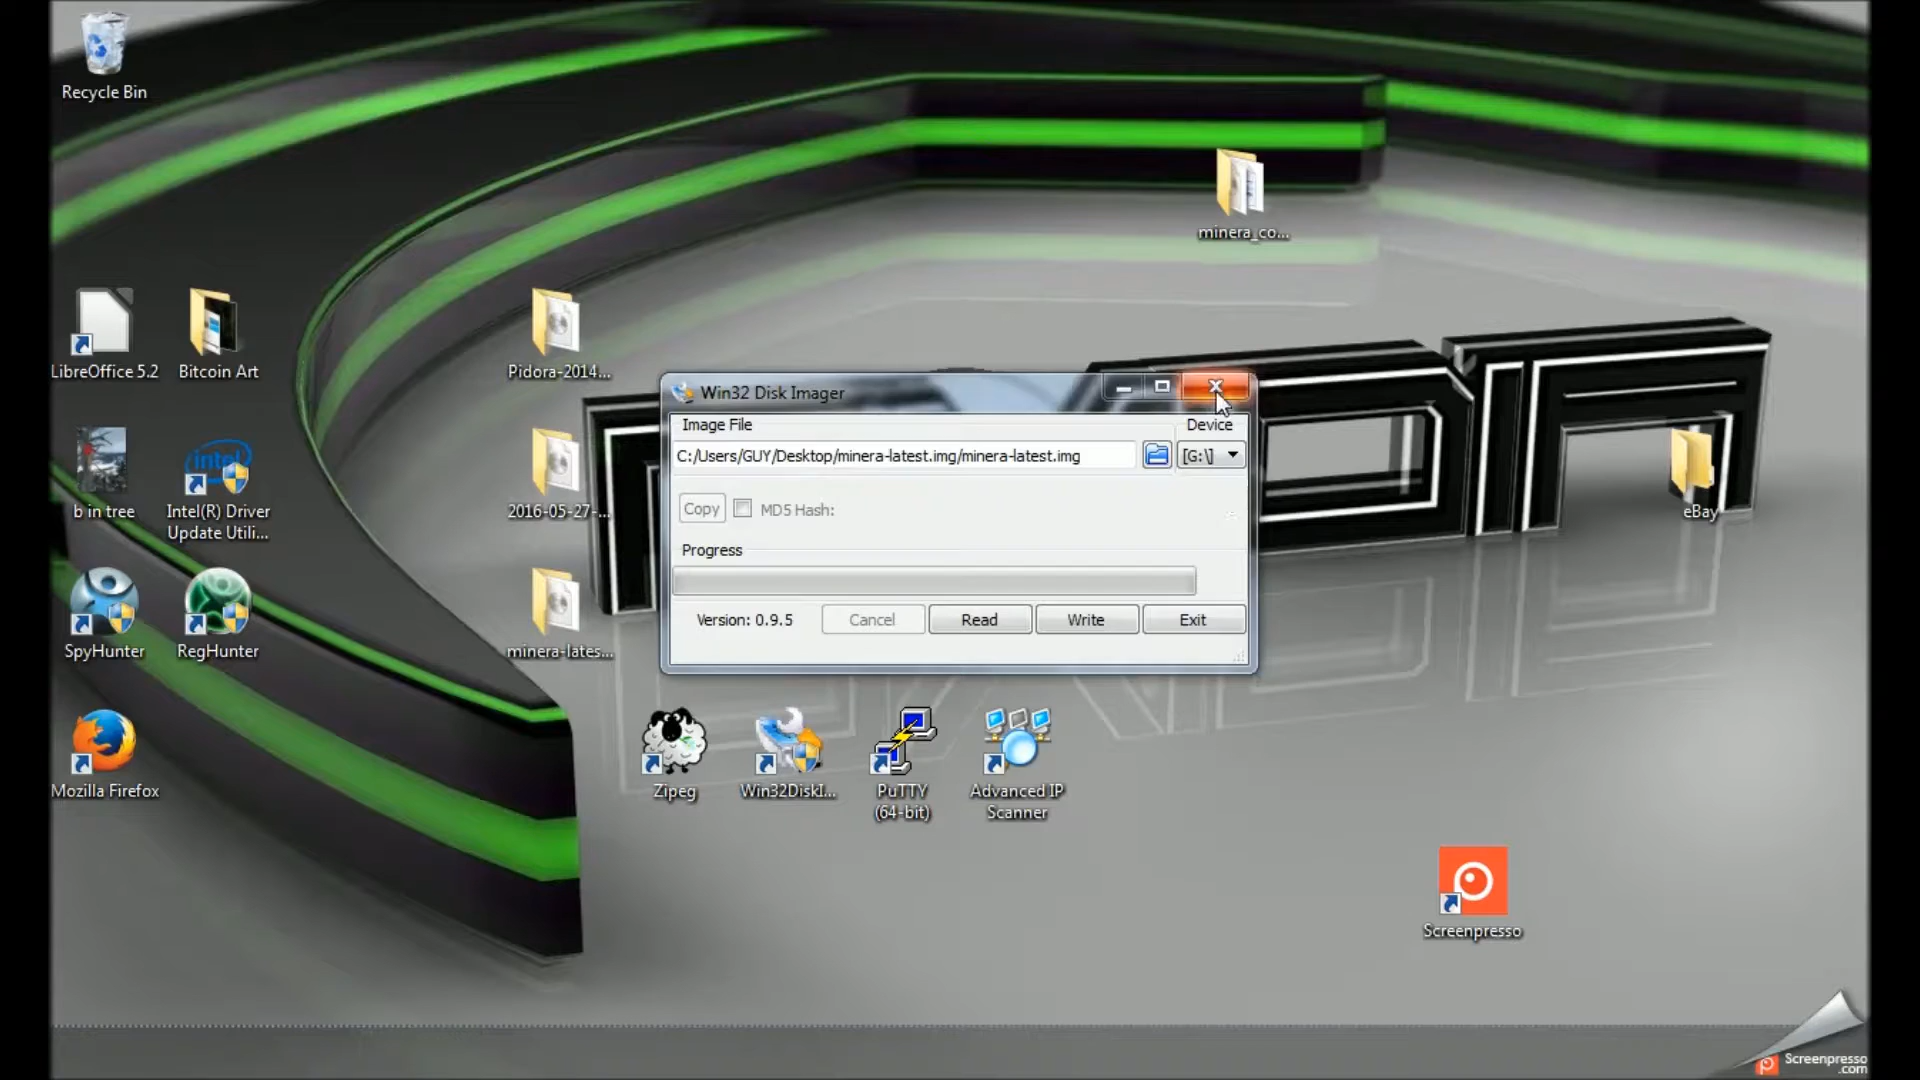 Recycle Bin
minera_co...
LibreOffice 5.2
Bitcoin Art
Pidora-2014...
Win32 Disk Imager
Image File
Device
C:/Users/GUY/Desktop/minera-latest.img/minera-latest.img
[G:\]
Copy
MD5 Hash:
Progress
Version: 0.9.5
Cancel
Read
Write
Exit
b in tree
intel
Intel(R) Driver
Update Utili...
2016-05-27-...
eBay
SpyHunter
RegHunter
minera-lates...
Mozilla Firefox
Zipeg
Win32DiskI...
PuTTY
(64-bit)
Advanced IP
Scanner
Screenpresso
Screenpresso
.com